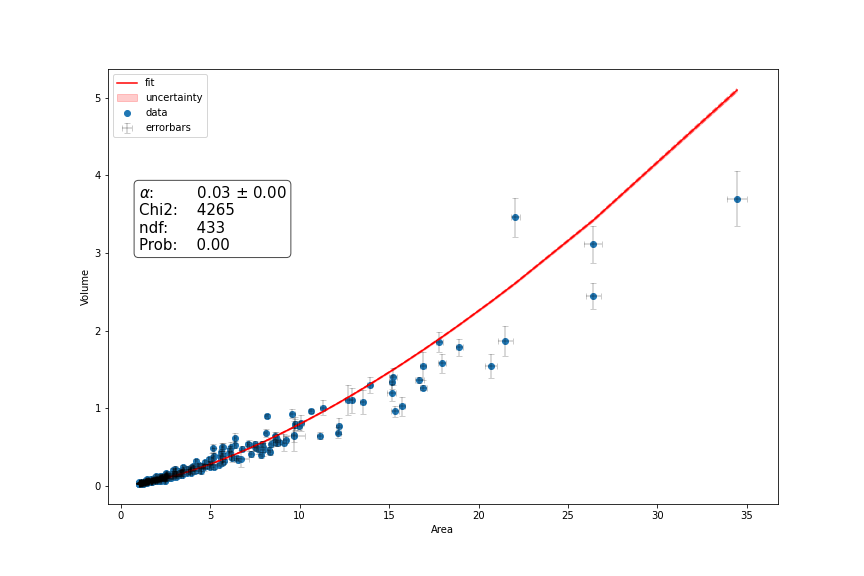 fit
uncertainty
data
errorbars
α: 0.03 ± 0.00
Chi2: 4265
ndf: 433
Prob: 0.00
Volume
5
4
3
2
1
0
0 5 10 15 20 25 30 35
Area